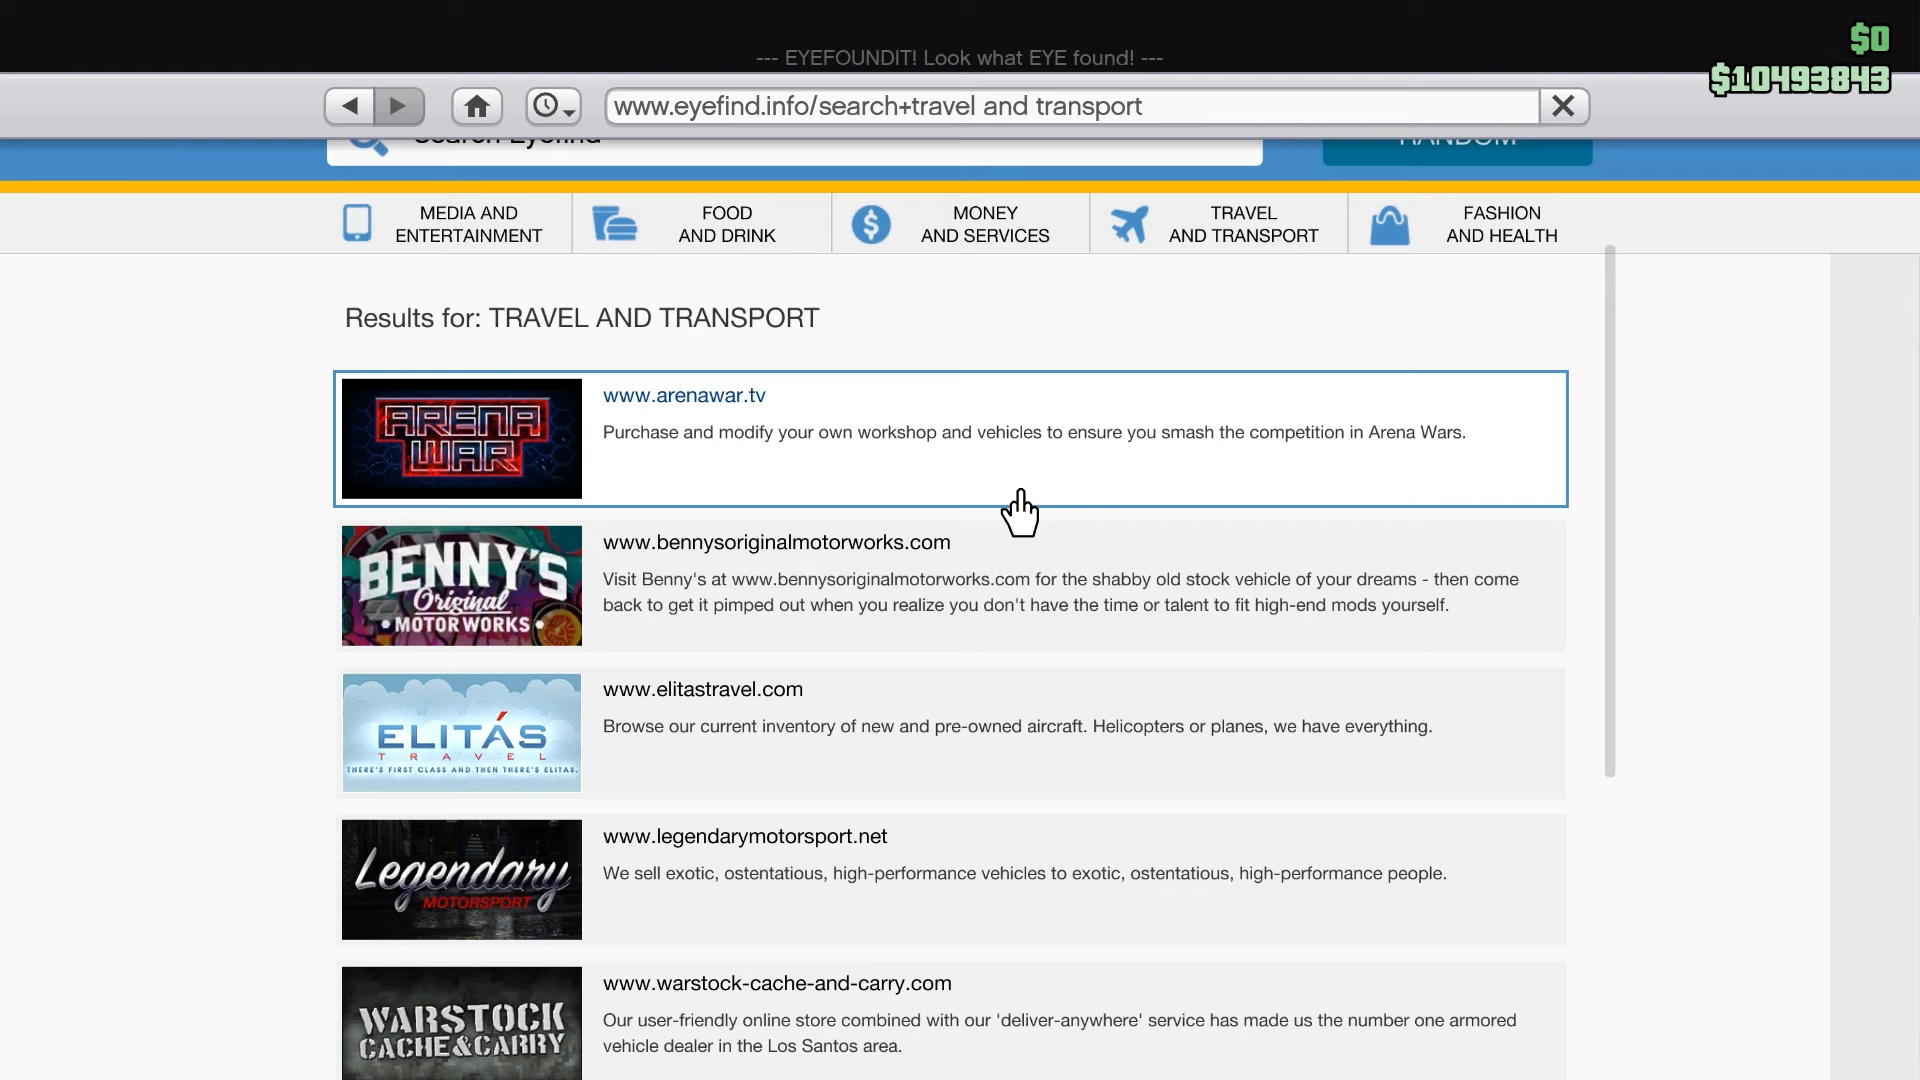 $0
--- EYEFOUNDIT! Look what EYE found! ---
$10493843
www.eyefind.info/search+travel and transport
Search Eyefind
RANDOM
MEDIA AND
ENTERTAINMENT
FOOD
AND DRINK
MONEY
AND SERVICES
TRAVEL
AND TRANSPORT
FASHION
AND HEALTH
Results for: TRAVEL AND TRANSPORT
ARENA
WAR
www.arenawar.tv
Purchase and modify your own workshop and vehicles to ensure you smash the competition in Arena Wars.
BENNY'S
Original
•MOTOR WORKS•
www.bennysoriginalmotorworks.com
Visit Benny's at www.bennysoriginalmotorworks.com for the shabby old stock vehicle of your dreams - then come
back to get it pimped out when you realize you don't have the time or talent to fit high-end mods yourself.
ELITÁS
TRAVEL
THERE'S FIRST CLASS AND THEN THERE'S ELITAS.
www.elitastravel.com
Browse our current inventory of new and pre-owned aircraft. Helicopters or planes, we have everything.
Legendary
MOTORSPORT
www.legendarymotorsport.net
We sell exotic, ostentatious, high-performance vehicles to exotic, ostentatious, high-performance people.
WARSTOCK
CACHE&CARRY
www.warstock-cache-and-carry.com
Our user-friendly online store combined with our 'deliver-anywhere' service has made us the number one armored
vehicle dealer in the Los Santos area.